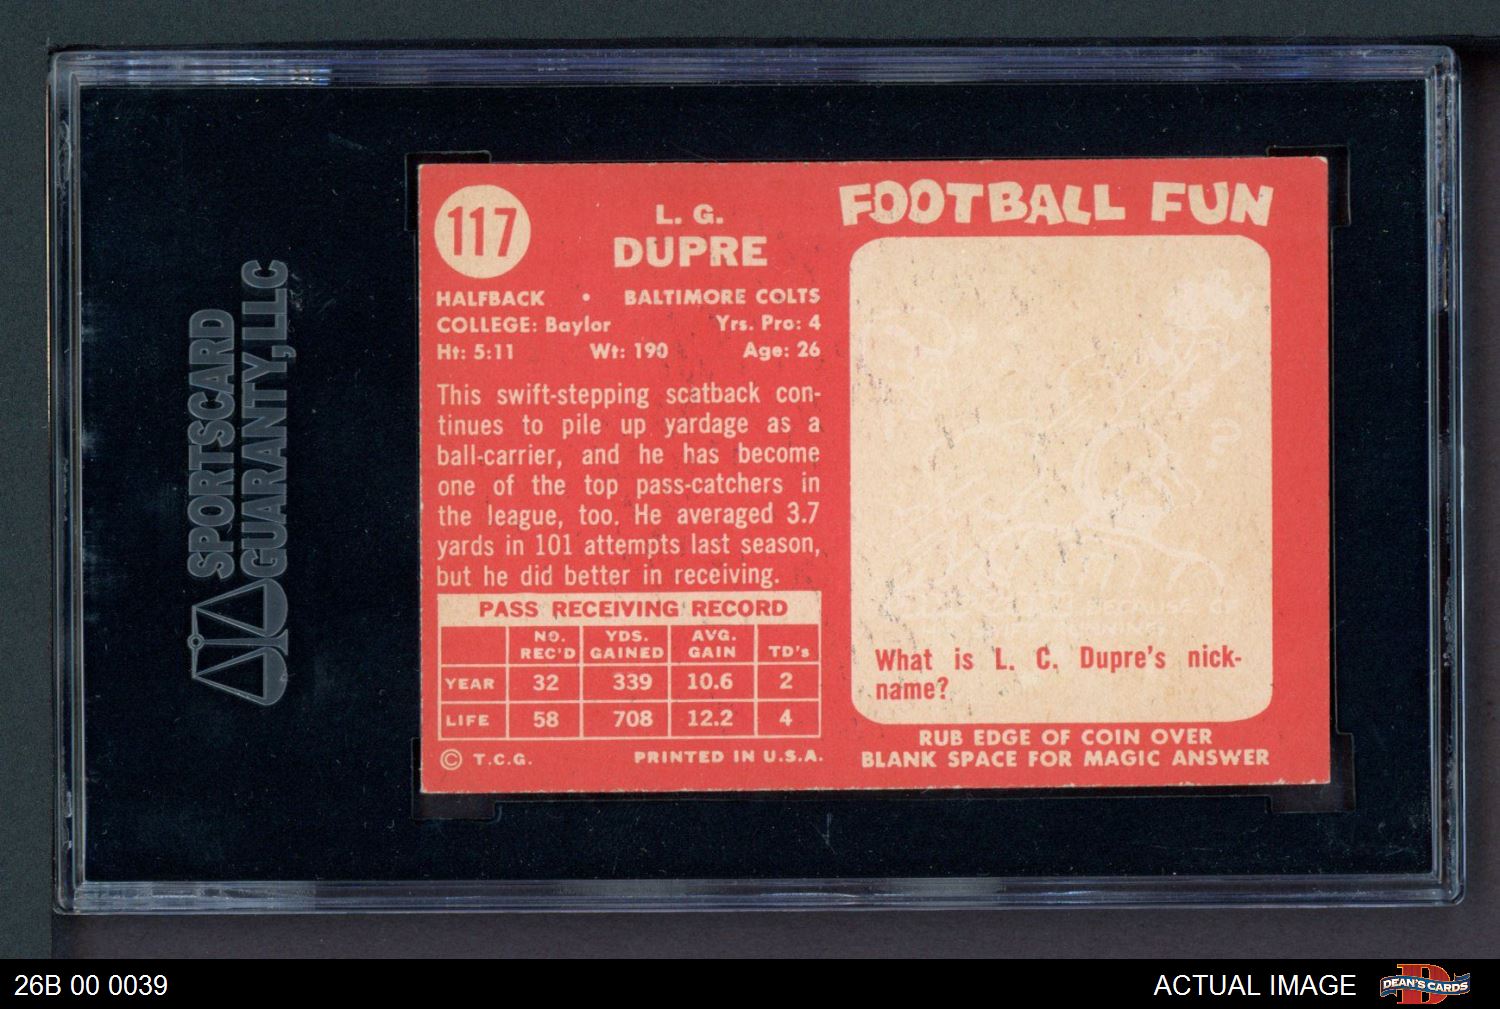 SPORTSCARD
GUARANTY, LLC
117
L. G.
DUPRE
HALFBACK • BALTIMORE COLTS
COLLEGE: Baylor Yrs. Pro: 4
Ht: 5:11 Wt: 190 Age: 26
This swift-stepping scatback con-
tinues to pile up yardage as a
ball-carrier, and he has become
one of the top pass-catchers in
the league, too. He averaged 3.7
yards in 101 attempts last season,
but he did better in receiving.
PASS RECEIVING RECORD
NO. REC'D YDS. GAINED AVG. GAIN TD's
YEAR 32 339 10.6 2
LIFE 58 708 12.2 4
© T.C.G. PRINTED IN U.S.A.
FOOTBALL FUN
?
BECAUSE O
What is L. C. Dupre's nick-
name?
RUB EDGE OF COIN OVER
BLANK SPACE FOR MAGIC ANSWER
26B 00 0039
ACTUAL IMAGE
DEAN'S CARDS